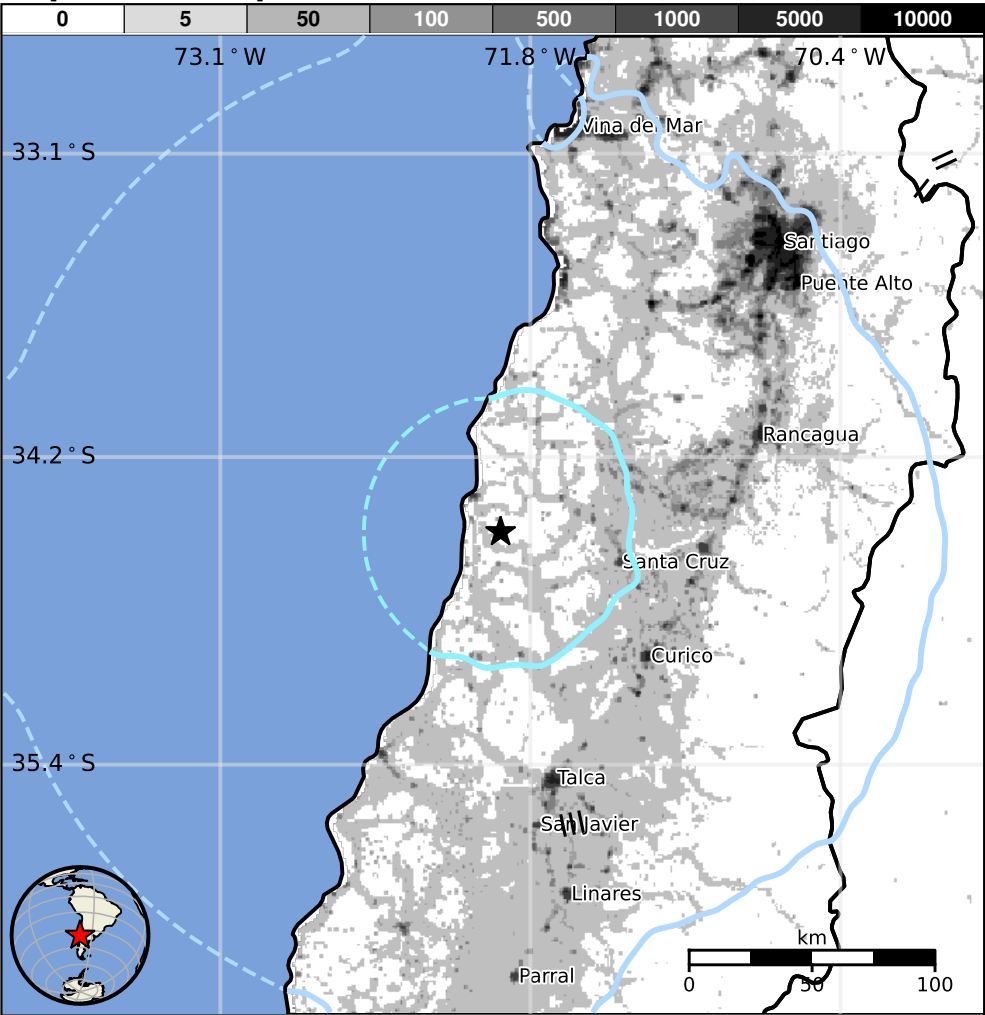 0 5 50 100 500 1000 5000 10000
73.1°W 71.8°W 70.4°W
Vina del Mar
33.1°S
Santiago
Puente Alto
Rancagua
34.2°S
Santa Cruz
Curico
35.4°S
Talca
San Javier
Linares
km
Parral
0 50 100